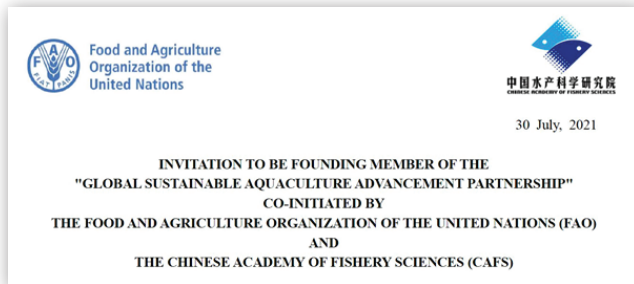 FAO
FIAT PANIS
Food and Agriculture
Organization of the
United Nations
中国水产科学研究院
CHINESE ACADEMY OF FISHERY SCIENCES
30 July, 2021
INVITATION TO BE FOUNDING MEMBER OF THE
"GLOBAL SUSTAINABLE AQUACULTURE ADVANCEMENT PARTNERSHIP"
CO-INITIATED BY
THE FOOD AND AGRICULTURE ORGANIZATION OF THE UNITED NATIONS (FAO)
AND
THE CHINESE ACADEMY OF FISHERY SCIENCES (CAFS)